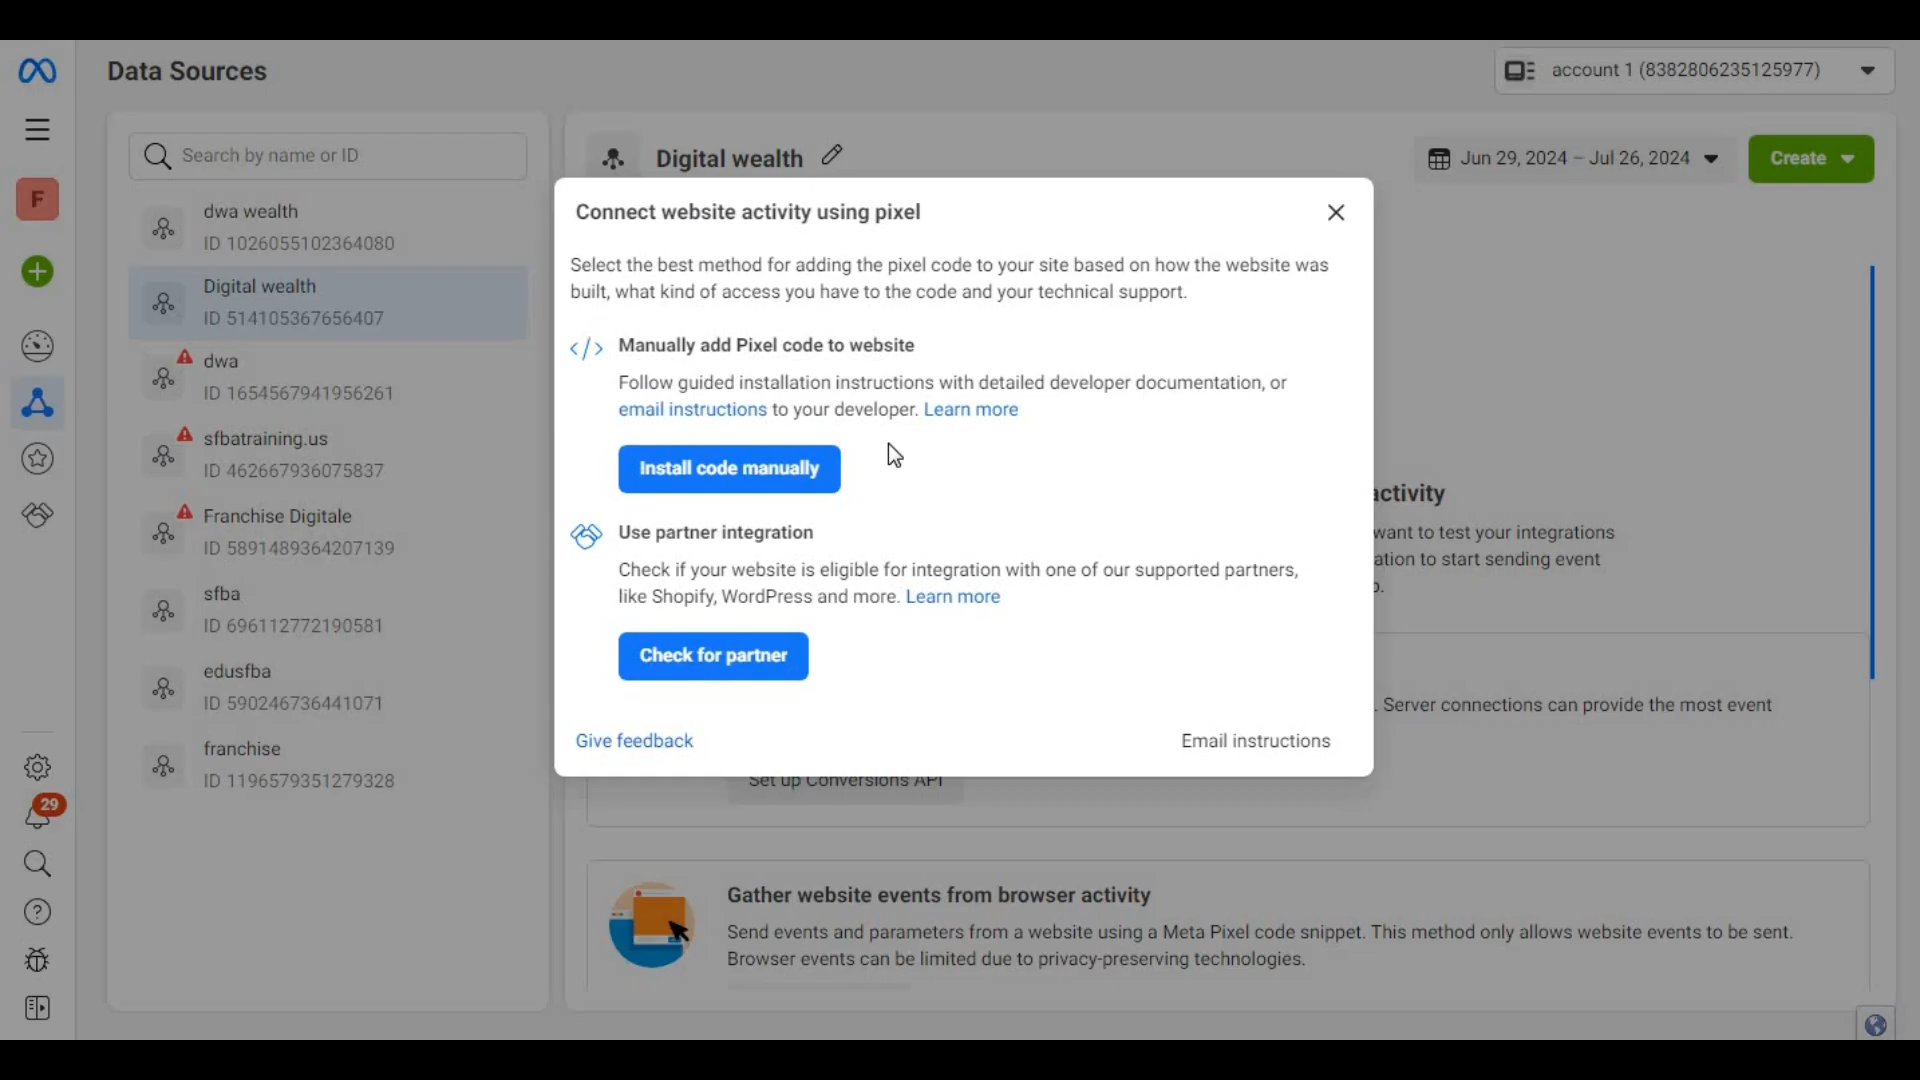 Data Sources
account 1 (8382806235125977)
Search by name or ID
Digital wealth
Jun 29, 2024 – Jul 26, 2024
Create
F
dwa wealth
ID 1026055102364080
Digital wealth
ID 514105367656407
dwa
ID 1654567941956261
sfbatraining.us
ID 462667936075837
Franchise Digitale
ID 5891489364207139
sfba
ID 696112772190581
edusfba
ID 590246736441071
franchise
ID 1196579351279328
29
Connect website activity using pixel
Select the best method for adding the pixel code to your site based on how the website was
built, what kind of access you have to the code and your technical support.
Manually add Pixel code to website
Follow guided installation instructions with detailed developer documentation, or
email instructions to your developer. Learn more
Install code manually
Use partner integration
Check if your website is eligible for integration with one of our supported partners,
like Shopify, WordPress and more. Learn more
Check for partner
Give feedback
Email instructions
activity
want to test your integrations
ation to start sending event
. Server connections can provide the most event
Set up Conversions API
Gather website events from browser activity
Send events and parameters from a website using a Meta Pixel code snippet. This method only allows website events to be sent.
Browser events can be limited due to privacy-preserving technologies.